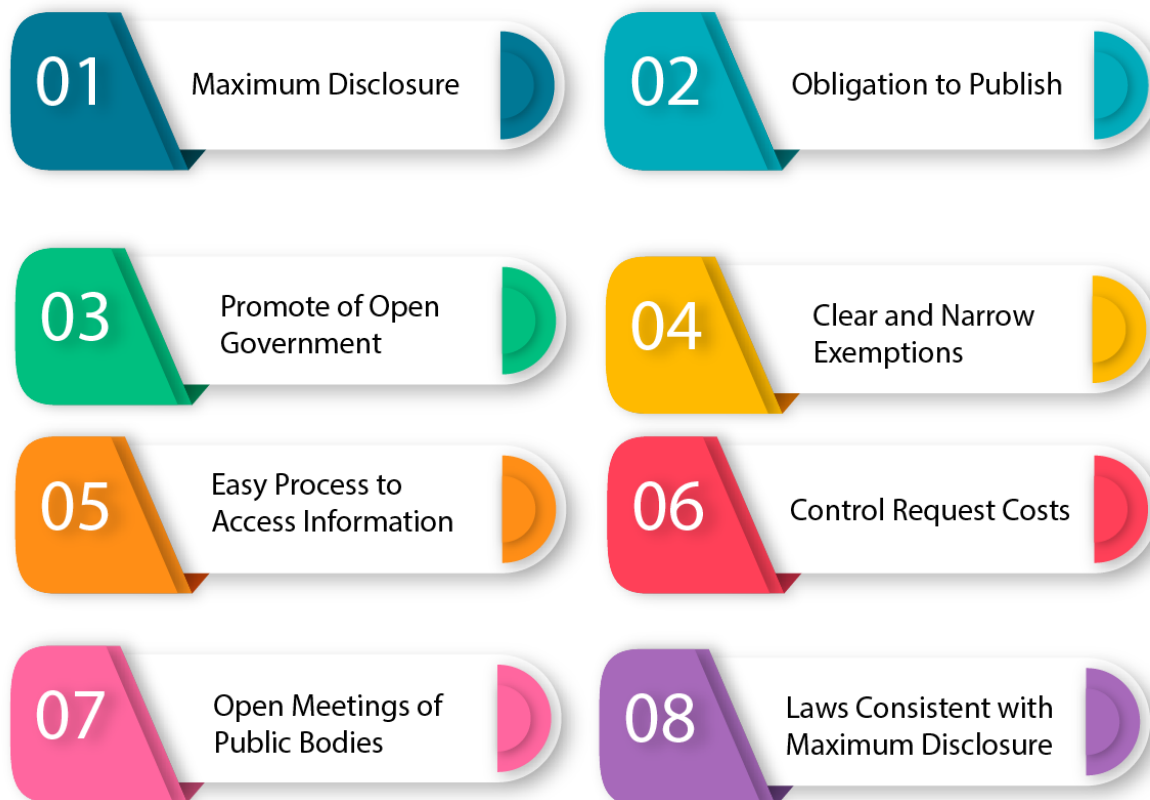 01
Maximum Disclosure
02
Obligation to Publish
03
Promote of Open
Government
04
Clear and Narrow
Exemptions
05
Easy Process to
Access Information
06
Control Request Costs
07
Open Meetings of
Public Bodies
08
Laws Consistent with
Maximum Disclosure